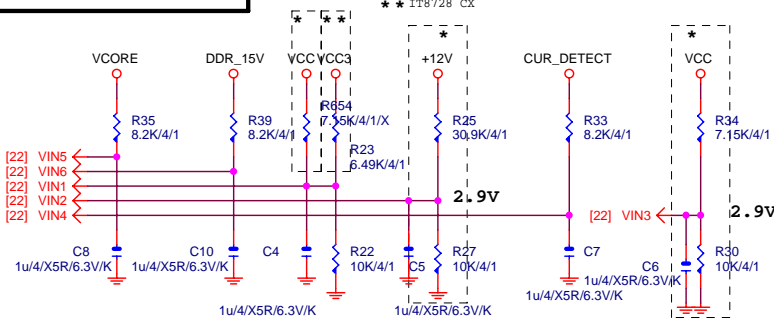 ** IT8728 CX
* ** * *
VCORE DDR_15V VCC VCC3 +12V CUR_DETECT VCC
R35 8.2K/4/1
R39 8.2K/4/1
R654 7.15K/4/1/X
R23 6.49K/4/1
R25 30.9K/4/1
R33 8.2K/4/1
R34 7.15K/4/1
[22] VIN5
[22] VIN6
[22] VIN1
[22] VIN2
[22] VIN4
2.9V
[22] VIN3
2.9V
C8 1u/4/X5R/6.3V/K
C10 1u/4/X5R/6.3V/K
C4 1u/4/X5R/6.3V/K
R22 10K/4/1
C5 1u/4/X5R/6.3V/K
R27 10K/4/1
C7 1u/4/X5R/6.3V/K
C6 1u/4/X5R/6.3V/K
R30 10K/4/1